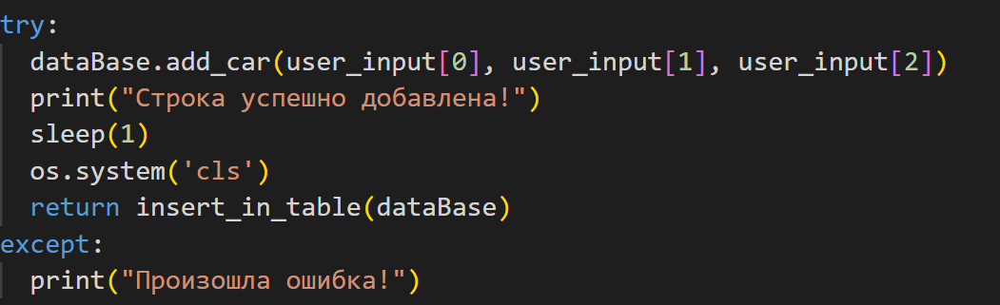 try:
dataBase.add_car(user_input[0], user_input[1], user_input[2])
print("Строка успешно добавлена!")
sleep(1)
os.system('cls')
return insert_in_table(dataBase)
except:
print("Произошла ошибка!")